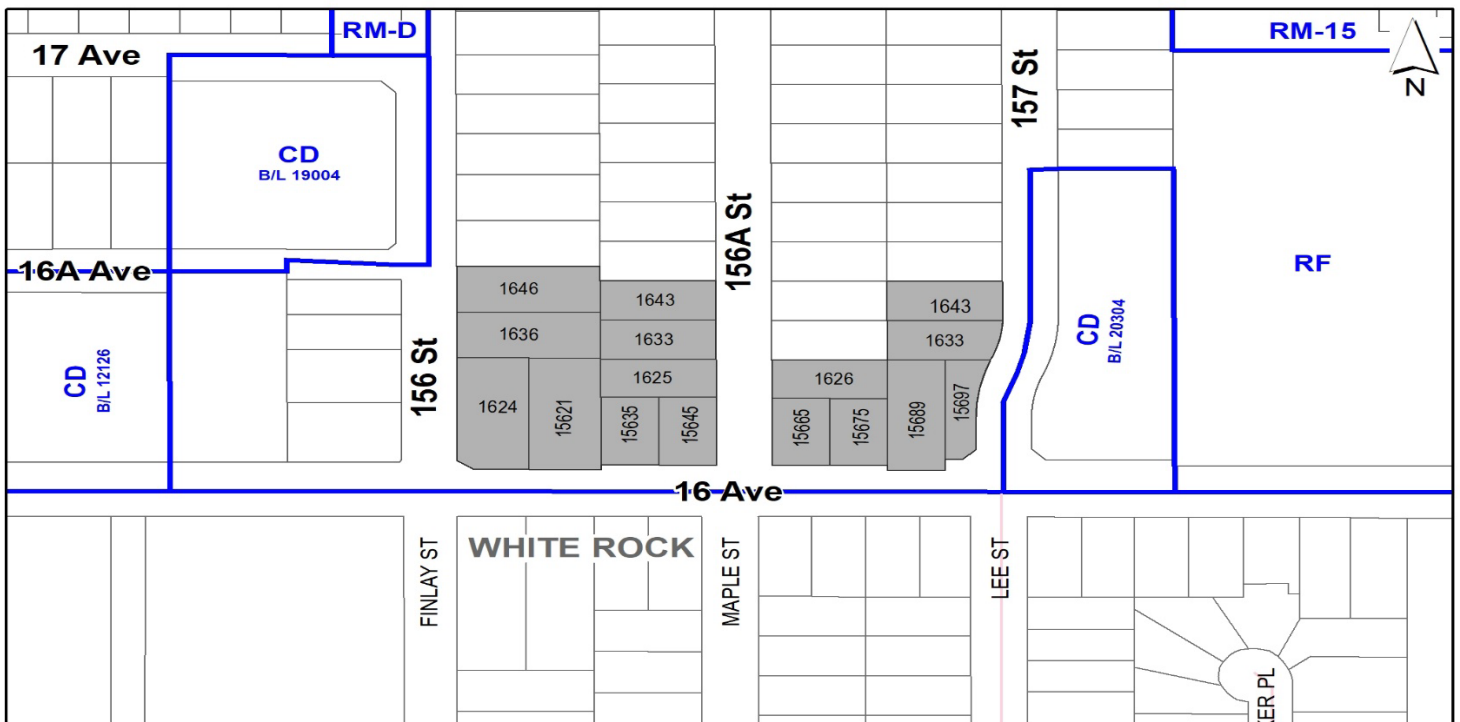 RM-D
RM-15
17 Ave
N
157 St
CD
B/L 19004
156A St
16A Ave
RF
1646
1643
1643
CD
B/L 20304
1636
1633
1633
CD
B/L 12126
156 St
1625
1626
1624
15621
15635
15645
15665
15675
15689
15697
16 Ave
FINLAY ST
WHITE ROCK
MAPLE ST
LEE ST
PL